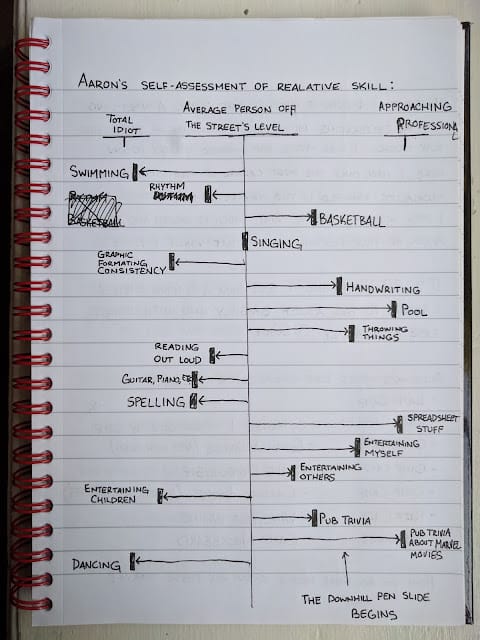 AARON'S SELF-ASSESSMENT OF REALATIVE SKILL:
TOTAL
IDIOT
AVERAGE PERSON OFF
THE STREET'S LEVEL
APPROACHING
PROFESSIONAL
SWIMMING
RHYTHM
BASKETBALL
BASKETBALL
SINGING
GRAPHIC
FORMATING
CONSISTENCY
HANDWRITING
POOL
THROWING
THINGS
READING
OUT LOUD
GUITAR, PIANO, ETC
SPELLING
SPREADSHEET
STUFF
ENTERTAINING
MYSELF
ENTERTAINING
OTHERS
ENTERTAINING
CHILDREN
PUB TRIVIA
PUB TRIVIA
ABOUT MARVEL
MOVIES
DANCING
THE DOWNHILL PEN SLIDE
BEGINS